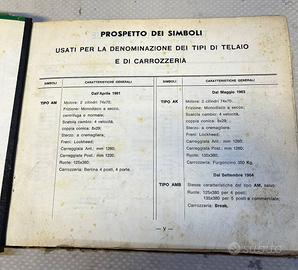 PROSPETTO DEI SIMBOLI
USATI PER LA DENOMINAZIONE DEI TIPI DI TELAIO
E DI CARROZZERIA
SIMBOLI
CARATTERISTICHE GENERALI
Dall'Aprile 1961
TIPO AM
Motore: 2 cilindri 74x70.
Frizione: Monodisco a secco,
centrifuga e normale.
Scatola cambio: 4 velocità,
coppia conica: 8x29.
Sterzo: a cremagliera.
Freni: Lockheed.
Carreggiata Ant.: mm 1260.
Carreggiata Post.: mm 1260.
Ruote: 125x380.
Carrozzeria: Berlina 4 posti, 4 porte.
SIMBOLI
CARATTERISTICHE GENERALI
Dal Maggio 1963
TIPO AK
Motore: 2 cilindri 74x70.
Frizione: Monodisco a secco.
Scatola cambio: 4 velocità,
coppia conica:
Sterzo: a cremagliera.
Freni: Lockheed.
Carreggiata Ant.: mm 1260.
Carreggiata Post.: mm 1260.
Ruote: 135x380.
Carrozzeria: Furgoncino 350 Kg.
Dal Settembre 1964
TIPO AMB
Stesse caratteristiche del tipo AM, salvo:
Ruote: 125x380 per 4 posti;
135x380 per 5 posti e commerciale.
Carrozzeria: Break.
— V —
subito.it